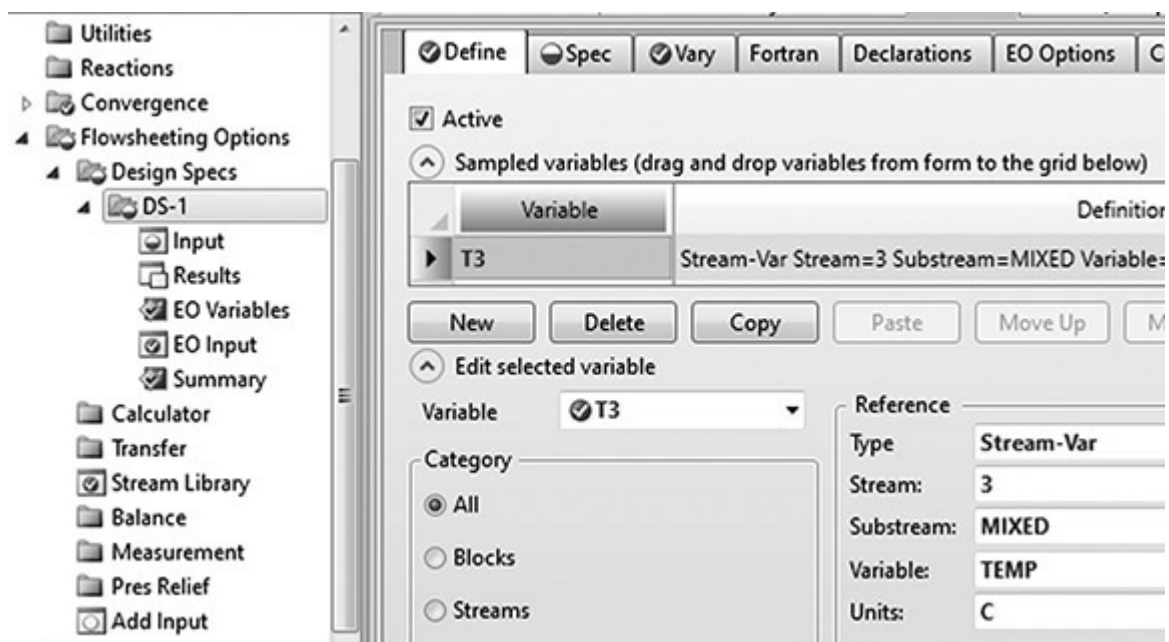 Utilities
Reactions
Convergence
Flowsheeting Options
Design Specs
DS-1
Input
Results
EO Variables
EO Input
Summary
Calculator
Transfer
Stream Library
Balance
Measurement
Pres Relief
Add Input
Define Spec Vary Fortran Declarations EO Options
Active
Sampled variables (drag and drop variables from form to the grid below)
Variable
T3 Stream-Var Stream=3 Substream=MIXED Variable=
New Delete Copy Paste Move Up
Edit selected variable
Variable T3
Category
All
Blocks
Streams
Reference
Type Stream-Var
Stream: 3
Substream: MIXED
Variable: TEMP
Units: C